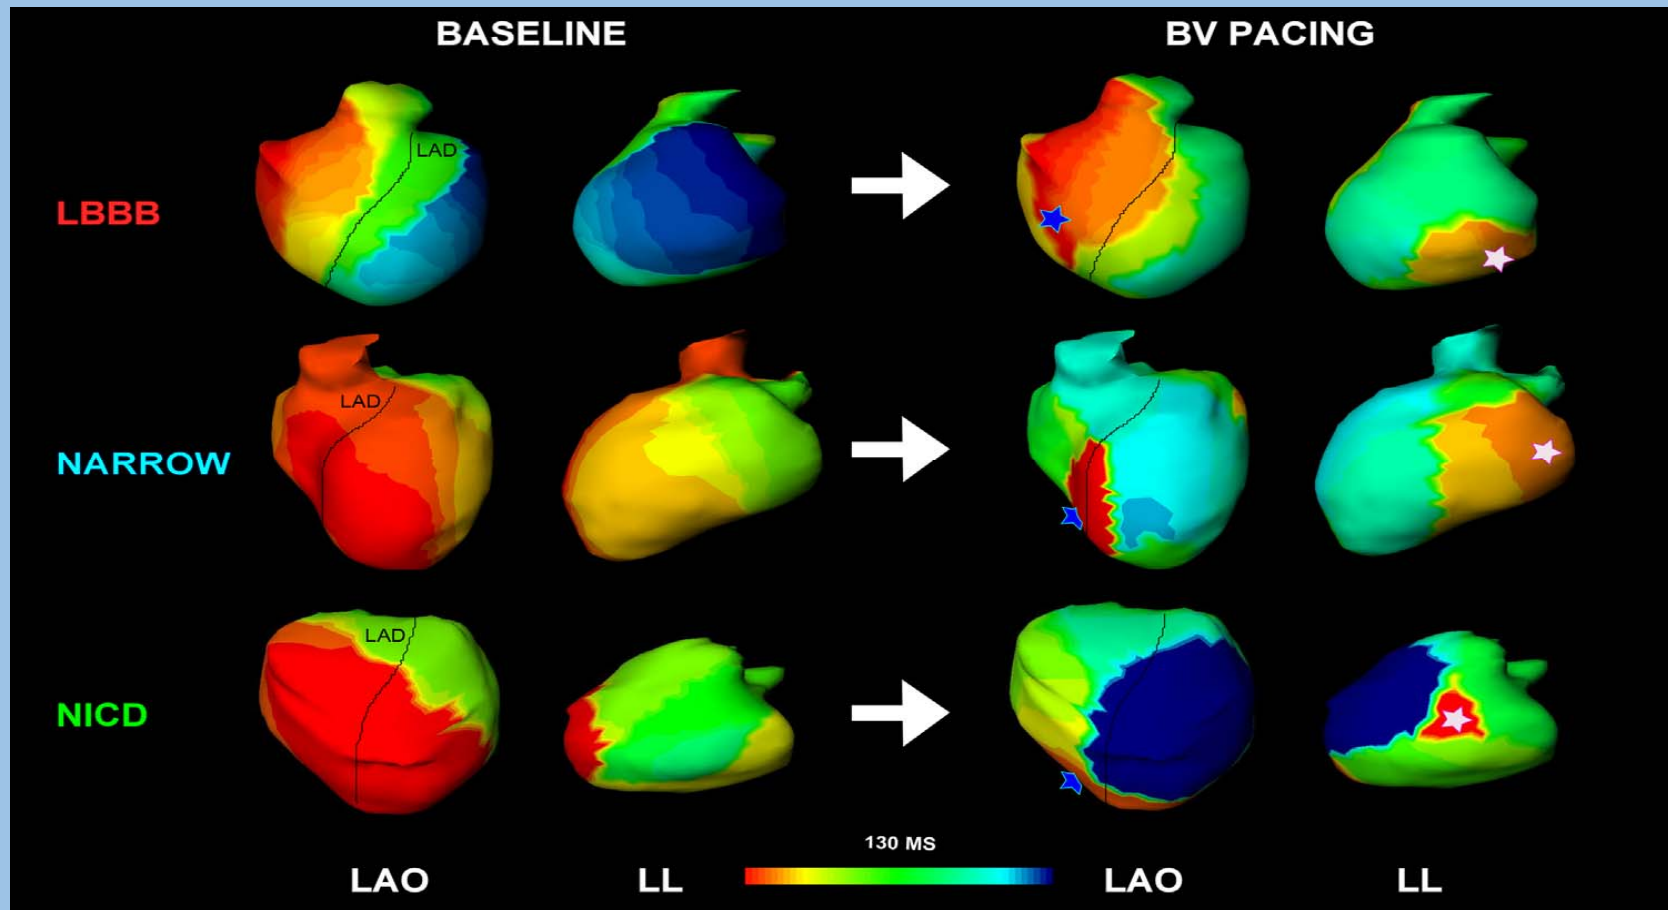 BASELINE BV PACING
LAD
LBBB
LAD
NARROW
LAD
NICD
130 MS
LAO LL LAO LL